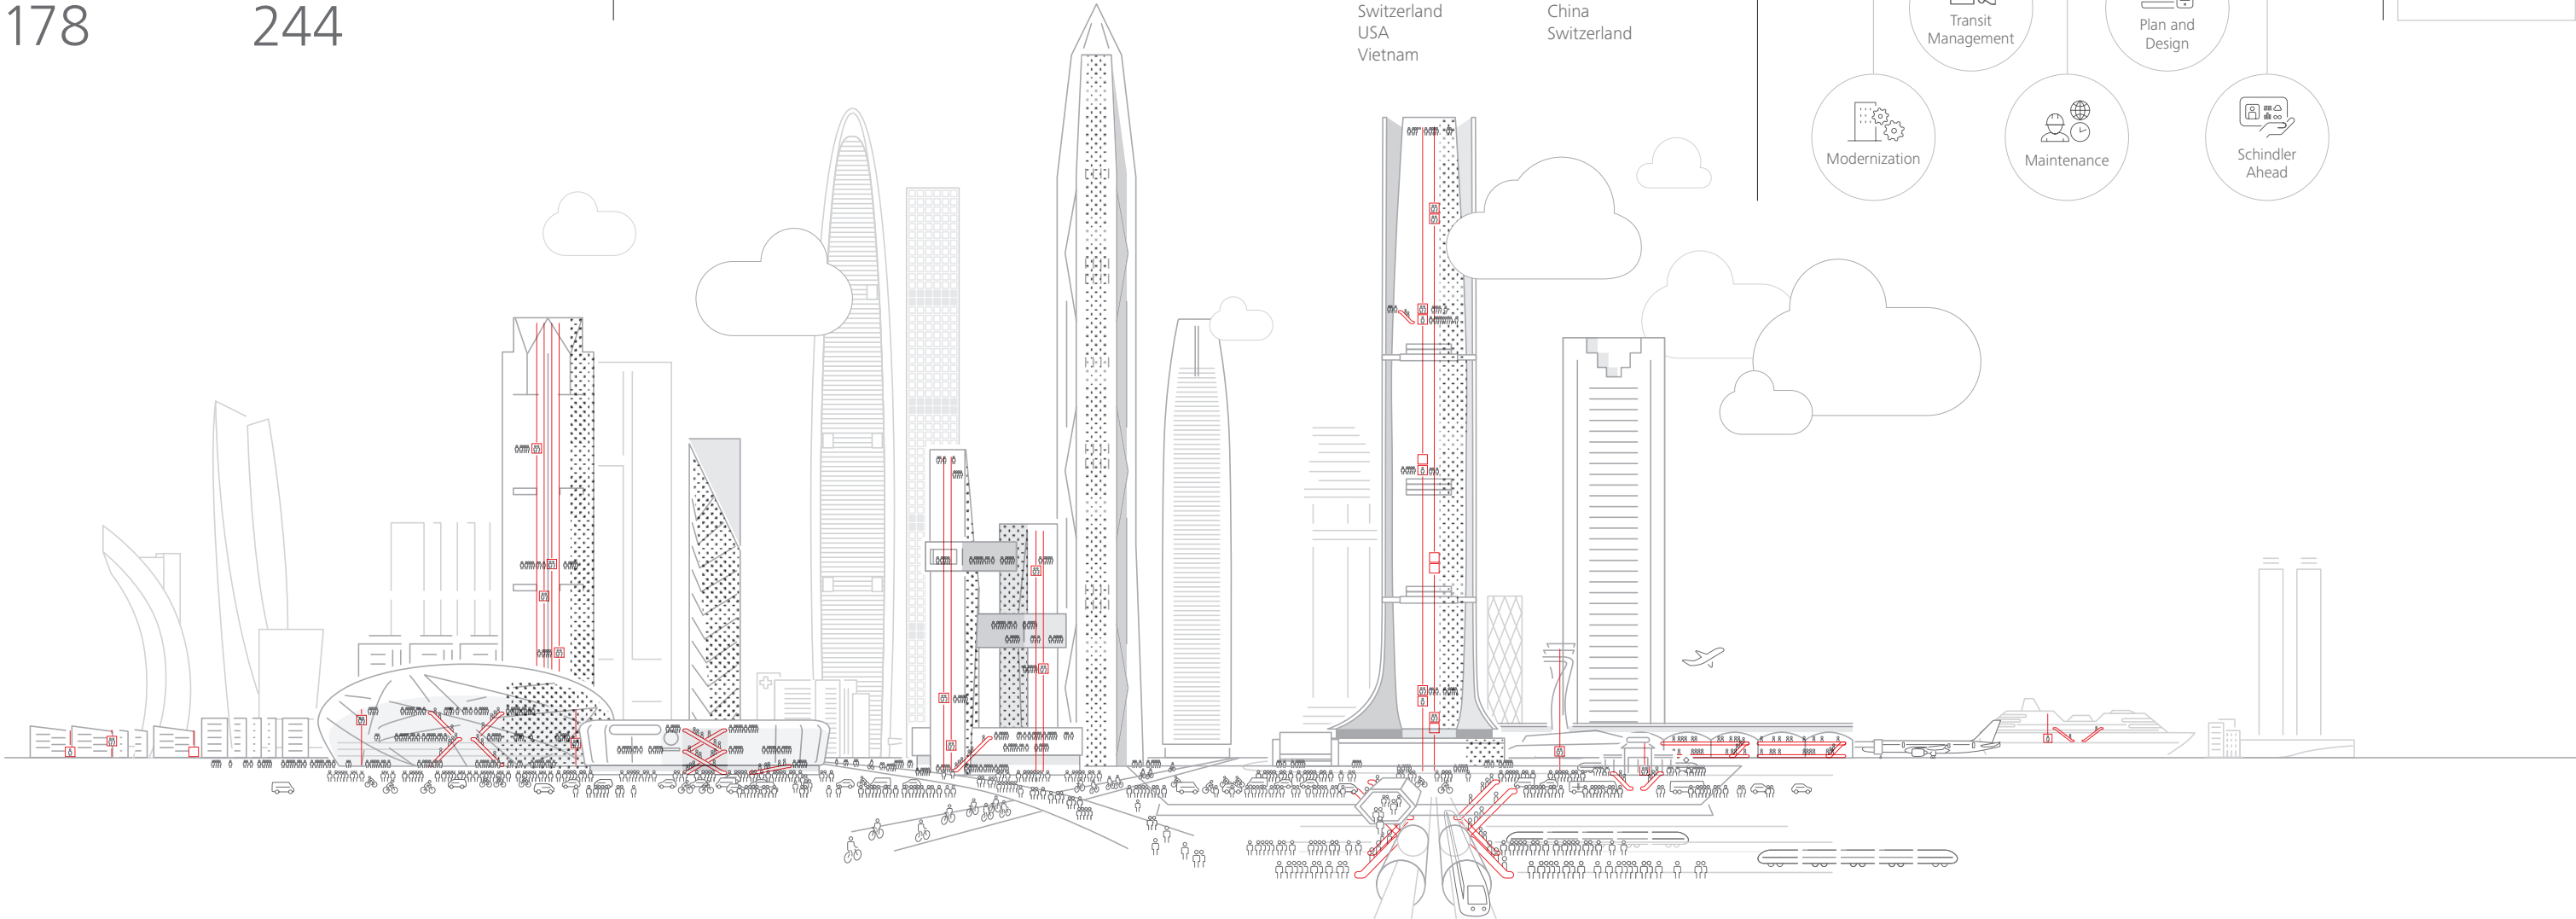 178
244
Switzerland
USA
Vietnam
China
Switzerland
Transit
Management
Plan and
Design
Modernization
Maintenance
Schindler
Ahead